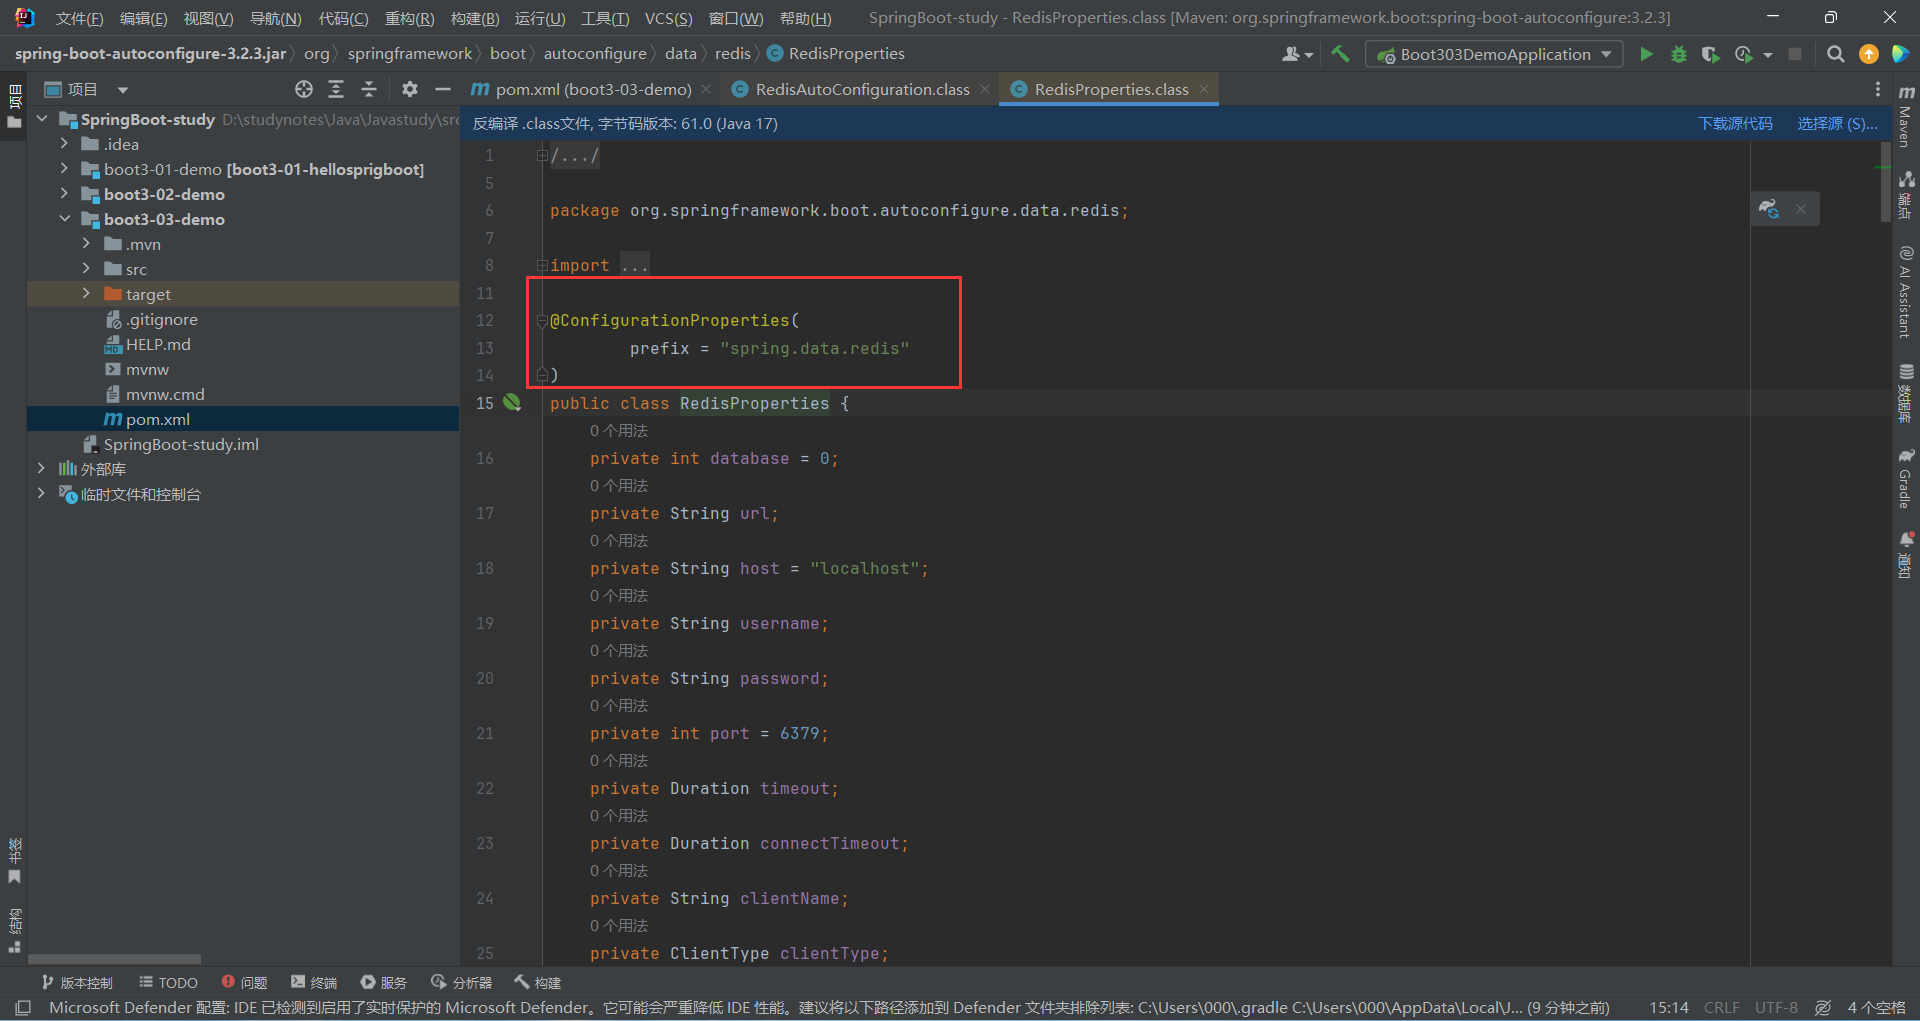 文件(F) 编辑(E) 视图(V) 导航(N) 代码(C) 重构(R) 构建(B) 运行(U) 工具(T) VCS(S) 窗口(W) 帮助(H) SpringBoot-study - RedisProperties.class [Maven: org.springframework.boot:spring-boot-autoconfigure:3.2.3]
spring-boot-autoconfigure-3.2.3.jar org springframework boot autoconfigure data redis RedisProperties Boot303DemoApplication
项目 pom.xml (boot3-03-demo) RedisAutoConfiguration.class RedisProperties.class
反编译 .class文件, 字节码版本: 61.0 (Java 17) 下载源代码 选择源 (S)...
项目
SpringBoot-study D:\studynotes\Java\Javastudy\src
.idea
boot3-01-demo [boot3-01-hellosprigboot]
boot3-02-demo
boot3-03-demo
.mvn
src
target
.gitignore
HELP.md
mvnw
mvnw.cmd
pom.xml
SpringBoot-study.iml
外部库
临时文件和控制台
书签
结构
1 /.../
5
6 package org.springframework.boot.autoconfigure.data.redis;
7
8 import ...
11
12 @ConfigurationProperties(
13 prefix = "spring.data.redis"
14 )
15 public class RedisProperties {
0 个用法
16 private int database = 0;
0 个用法
17 private String url;
0 个用法
18 private String host = "localhost";
0 个用法
19 private String username;
0 个用法
20 private String password;
0 个用法
21 private int port = 6379;
0 个用法
22 private Duration timeout;
0 个用法
23 private Duration connectTimeout;
0 个用法
24 private String clientName;
0 个用法
25 private ClientType clientType;
Maven
端点
AI Assistant
数据库
Gradle
通知
版本控制 TODO 问题 终端 服务 分析器 构建
Microsoft Defender 配置: IDE 已检测到启用了实时保护的 Microsoft Defender。它可能会严重降低 IDE 性能。建议将以下路径添加到 Defender 文件夹排除列表: C:\Users\000\.gradle C:\Users\000\AppData\Local\J... (9 分钟之前) 15:14 CRLF UTF-8 4 个空格